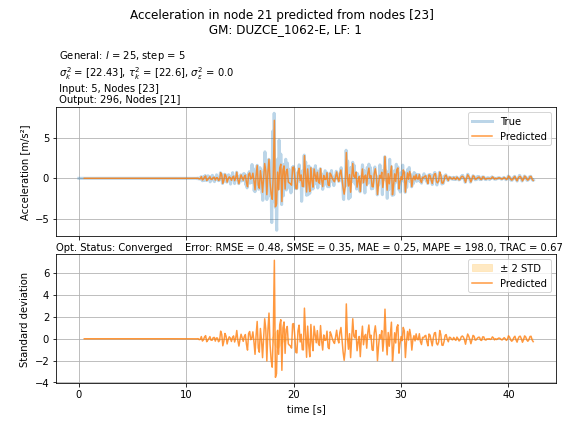 Acceleration in node 21 predicted from nodes [23]
GM: DUZCE_1062-E, LF: 1
General: l = 25, step = 5
σ²ₖ = [22.43], τ²ₖ = [22.6], σ²ε = 0.0
Input: 5, Nodes [23]
Output: 296, Nodes [21]
True
Predicted
Acceleration [m/s²]
5
0
−5
Opt. Status: Converged Error: RMSE = 0.48, SMSE = 0.35, MAE = 0.25, MAPE = 198.0, TRAC = 0.67
± 2 STD
Predicted
Standard deviation
6
4
2
0
−2
−4
0 10 20 30 40
time [s]